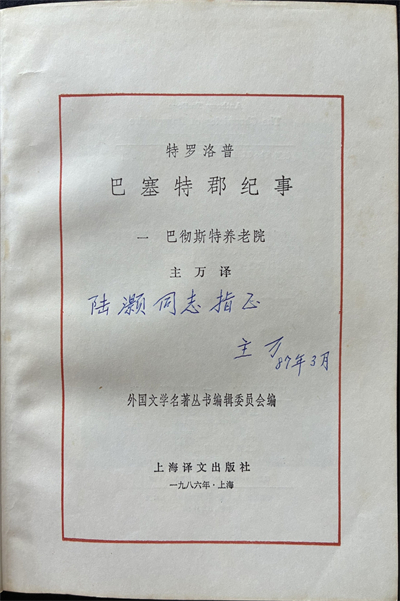 特罗洛普
巴塞特郡纪事
一 巴彻斯特养老院
主万译
陆灏同志指正
主万
87年3月
外国文学名著丛书编辑委员会编
上海译文出版社
一九八六年·上海